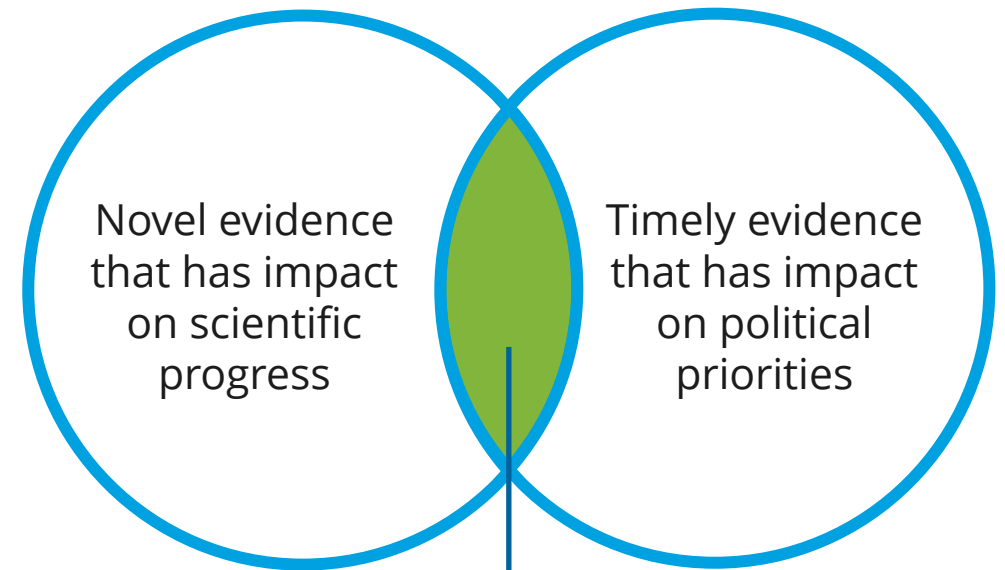 Novel evidence
that has impact
on scientific
progress
Timely evidence
that has impact
on political
priorities